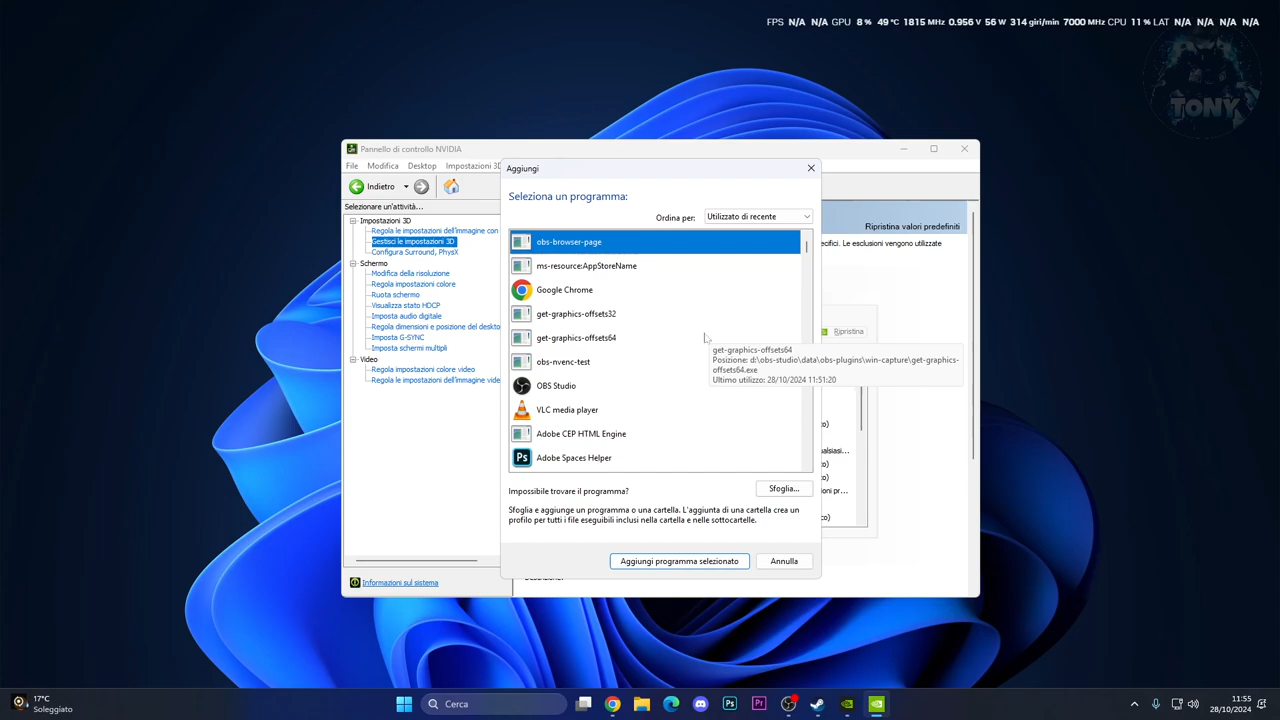 FPS N/A N/A GPU 8 % 49 °C 1815 MHz 0.956 V 56 W 314 giri/min 7000 MHz CPU 11 % LAT N/A N/A N/A N/A
TONY
Pannello di controllo NVIDIA
File Modifica Desktop Impostazioni 3D
Indietro
Selezionare un'attività...
Impostazioni 3D
Regola le impostazioni dell'immagine con
Gestisci le impostazioni 3D
Configura Surround, PhysX
Schermo
Modifica della risoluzione
Regola impostazioni colore
Ruota schermo
Visualizza stato HDCP
Imposta audio digitale
Regola dimensioni e posizione del deskto
Imposta G-SYNC
Imposta schermi multipli
Video
Regola impostazioni colore video
Regola le impostazioni dell'immagine vide
Informazioni sul sistema
Aggiungi
Seleziona un programma:
Ordina per: Utilizzato di recente
obs-browser-page
ms-resource:AppStoreName
Google Chrome
get-graphics-offsets32
get-graphics-offsets64
obs-nvenc-test
OBS Studio
VLC media player
Adobe CEP HTML Engine
Ps Adobe Spaces Helper
get-graphics-offsets64
Posizione: d:\obs-studio\data\obs-plugins\win-capture\get-graphics-
offsets64.exe
Ultimo utilizzo: 28/10/2024 11:51:20
Impossibile trovare il programma? Sfoglia...
Sfoglia e aggiunge un programma o una cartella. L'aggiunta di una cartella crea un
profilo per tutti i file eseguibili inclusi nella cartella e nelle sottocartelle.
Aggiungi programma selezionato Annulla
Ripristina valori predefiniti
ecifici. Le esclusioni vengono utilizzate
Ripristina
co)
ualsiasi...
co)
co)
oni pr...
co)
17°C
Soleggiato
Cerca
Ps Pr
11:55
28/10/2024